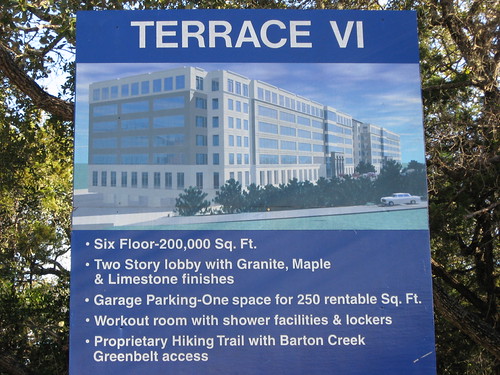 TERRACE VI
• Six Floor-200,000 Sq. Ft.
• Two Story lobby with Granite, Maple
& Limestone finishes
• Garage Parking-One space for 250 rentable Sq. Ft.
• Workout room with shower facilities & lockers
• Proprietary Hiking Trail with Barton Creek
Greenbelt access